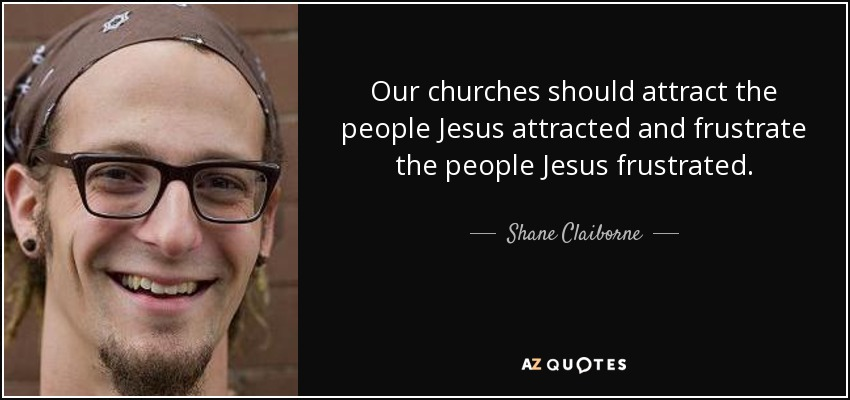 Our churches should attract the
people Jesus attracted and frustrate
the people Jesus frustrated.
Shane Claiborne
AZ QUOTES